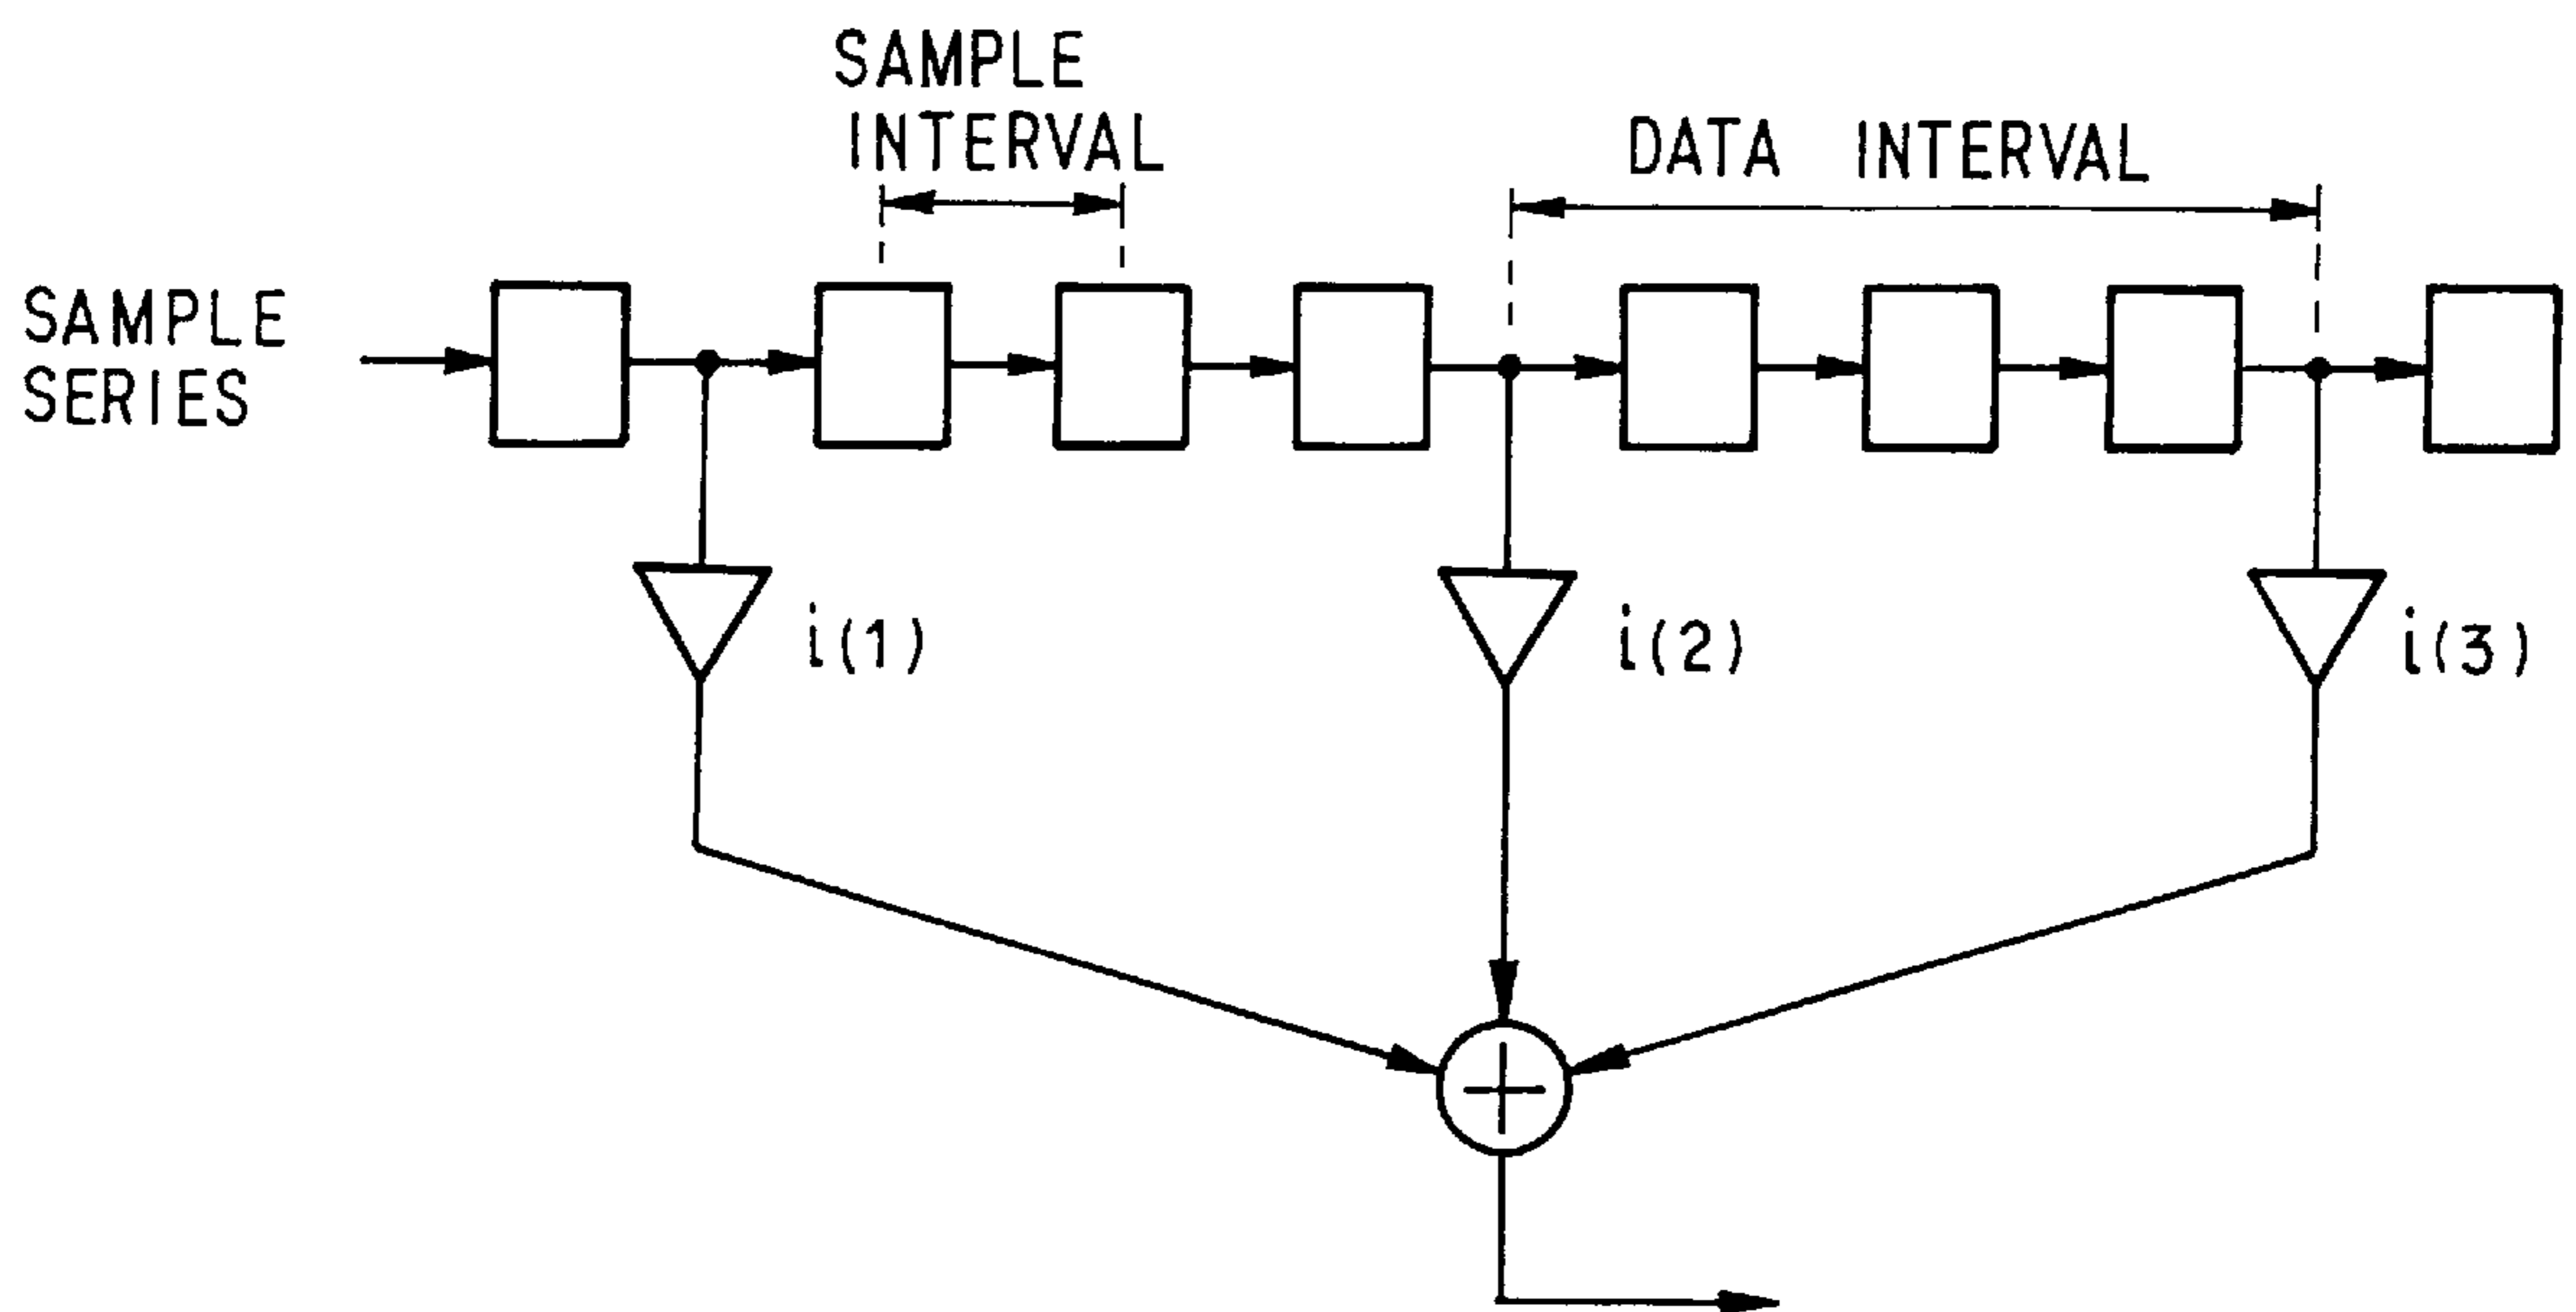 SAMPLE
INTERVAL
DATA INTERVAL
SAMPLE
SERIES
i(1)
i(2)
i(3)